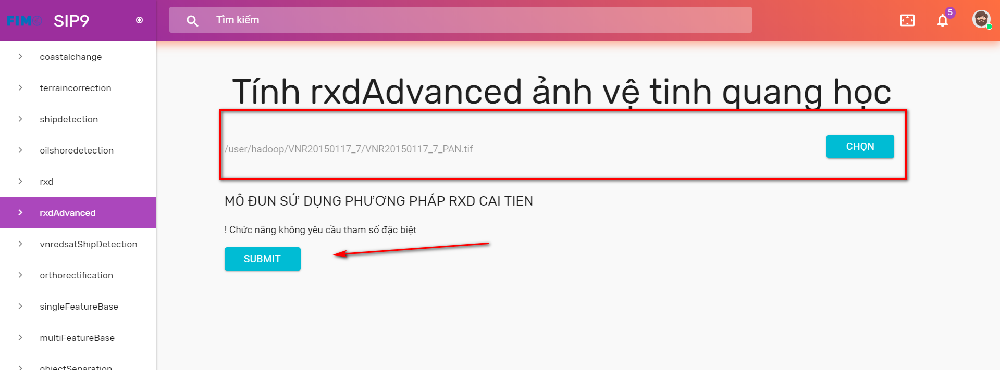 FIMO SIP9
Tìm kiếm
5
coastalchange
terraincorrection
shipdetection
oilshoredetection
rxd
rxdAdvanced
vnredsatShipDetection
orthorectification
singleFeatureBase
multiFeatureBase
objectSeparation
Tính rxdAdvanced ảnh vệ tinh quang học
/user/hadoop/VNR20150117_7/VNR20150117_7_PAN.tif
CHỌN
MÔ ĐUN SỬ DỤNG PHƯƠNG PHÁP RXD CAI TIEN
! Chức năng không yêu cầu tham số đặc biệt
SUBMIT